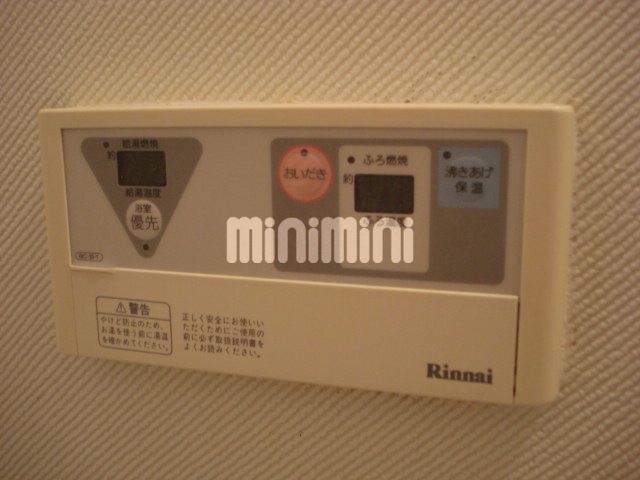 給湯燃焼
約
給湯温度
浴室
優先
おいだき
ふろ燃焼
約
沸きあげ
保温
minimini
⚠警告
やけど防止のため、
お湯を使う前に湯温
を確かめてください。
正しく安全にお使いい
ただくためにご使用の
前に必ず取扱説明書を
よくお読みください。
Rinnai